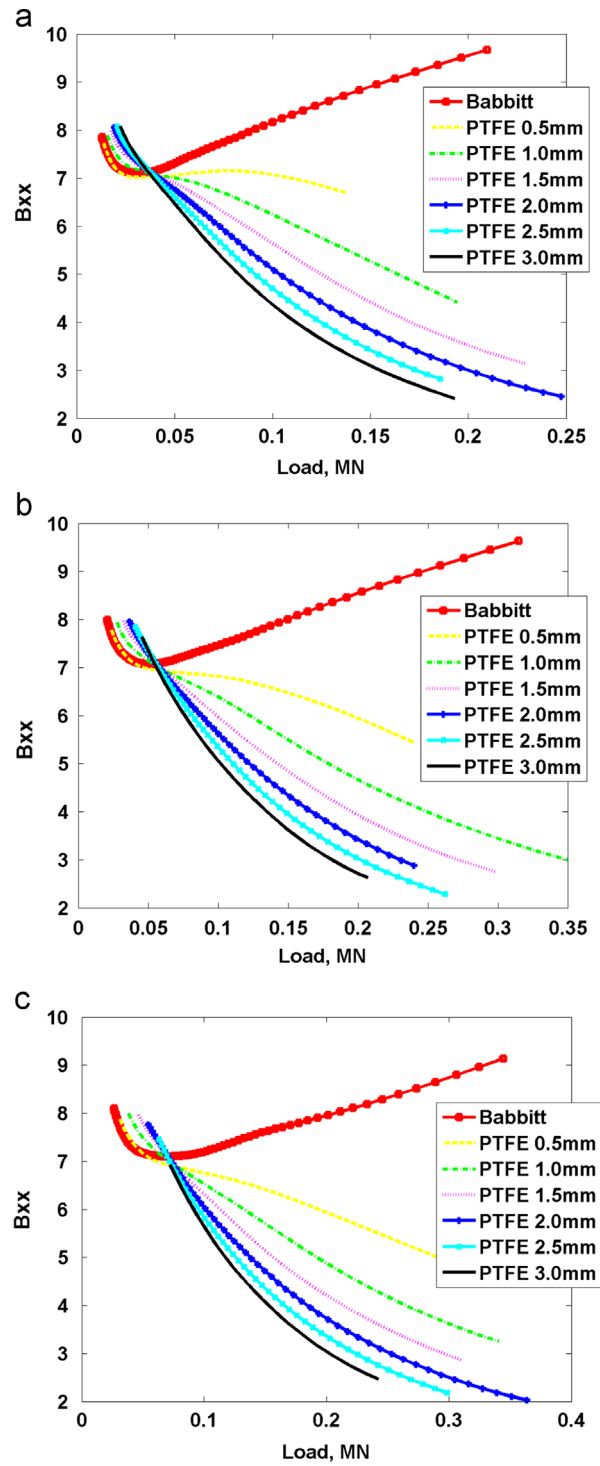 a
10
9
8
7
6
5
4
3
2
Bxx
0
0.05
0.1
0.15
0.2
0.25
Load, MN
Babbitt
PTFE 0.5mm
PTFE 1.0mm
PTFE 1.5mm
PTFE 2.0mm
PTFE 2.5mm
PTFE 3.0mm
b
10
9
8
7
6
5
4
3
2
Bxx
0
0.05
0.1
0.15
0.2
0.25
0.3
0.35
Load, MN
Babbitt
PTFE 0.5mm
PTFE 1.0mm
PTFE 1.5mm
PTFE 2.0mm
PTFE 2.5mm
PTFE 3.0mm
c
10
9
8
7
6
5
4
3
2
Bxx
0
0.1
0.2
0.3
0.4
Load, MN
Babbitt
PTFE 0.5mm
PTFE 1.0mm
PTFE 1.5mm
PTFE 2.0mm
PTFE 2.5mm
PTFE 3.0mm